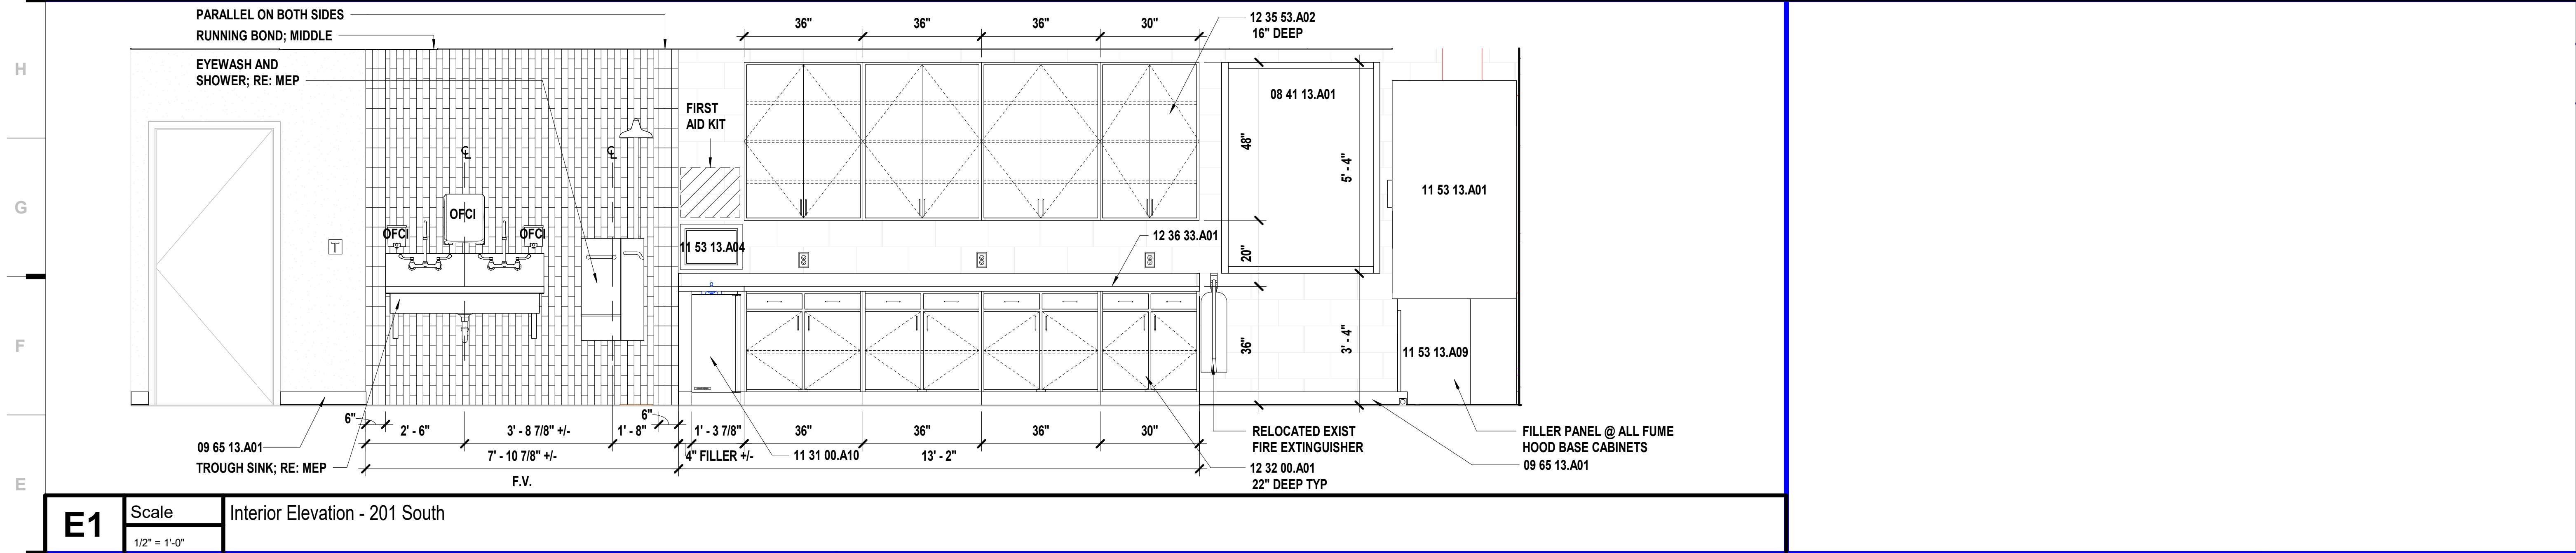 PARALLEL ON BOTH SIDES
RUNNING BOND; MIDDLE
EYEWASH AND
SHOWER; RE: MEP
36"
36"
36"
30"
12 35 53.A02
16" DEEP
H
G
F
E
FIRST
AID KIT
08 41 13.A01
48"
5' - 4"
11 53 13.A01
℄
℄
OFCI
OFCI
OFCI
T
11 53 13.A04
12 36 33.A01
20"
36"
3' - 4"
11 53 13.A09
6"
2' - 6"
3' - 8 7/8" +/-
1' - 8"
6"
1' - 3 7/8"
36"
36"
36"
30"
09 65 13.A01
TROUGH SINK; RE: MEP
7' - 10 7/8" +/-
F.V.
4" FILLER +/-
11 31 00.A10
13' - 2"
RELOCATED EXIST
FIRE EXTINGUISHER
12 32 00.A01
22" DEEP TYP
FILLER PANEL @ ALL FUME
HOOD BASE CABINETS
09 65 13.A01
E1
Scale
1/2" = 1'-0"
Interior Elevation - 201 South